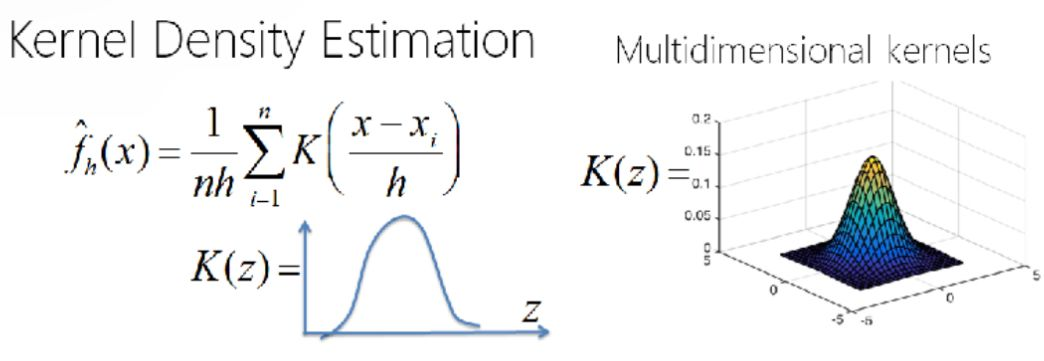 Kernel Density Estimation
f̂ₕ(x) = 1/nh ∑ i=1 n K( x − xᵢ / h )
K(z) =
z
Multidimensional kernels
K(z) =
0.2
0.15
0.1
0.05
0
5
0
-5
-5
0
5